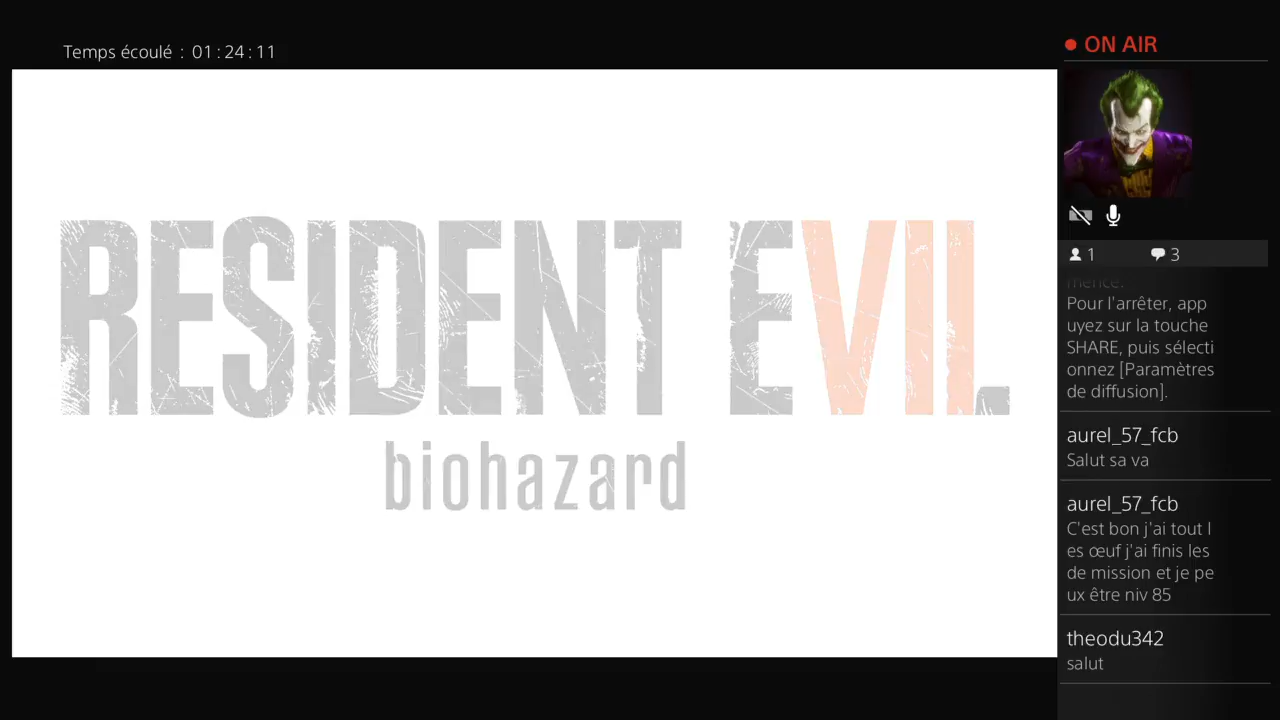 Temps écoulé : 01:24:11
ON AIR
RESIDENT EVII.
biohazard
1 3
mence.
Pour l'arrêter, app
uyez sur la touche
SHARE, puis sélecti
onnez [Paramètres
de diffusion].
aurel_57_fcb
Salut sa va
aurel_57_fcb
C'est bon j'ai tout l
es œuf j'ai finis les
de mission et je pe
ux être niv 85
theodu342
salut